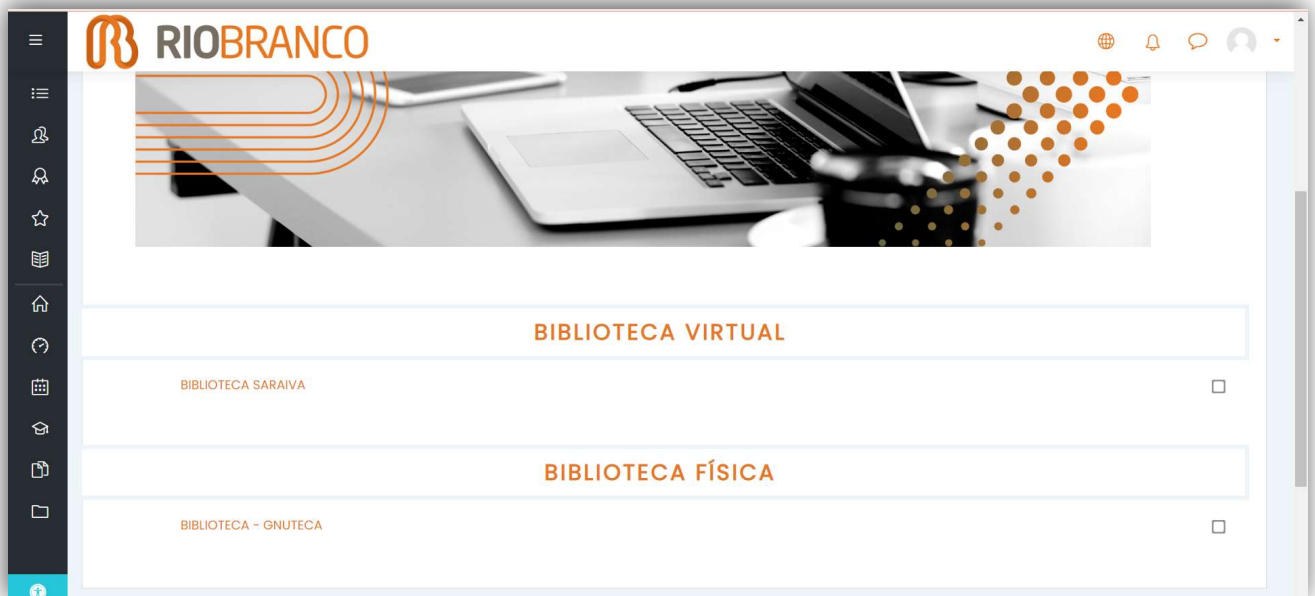 RIOBRANCO
BIBLIOTECA VIRTUAL
BIBLIOTECA SARAIVA
BIBLIOTECA FÍSICA
BIBLIOTECA - GNUTECA